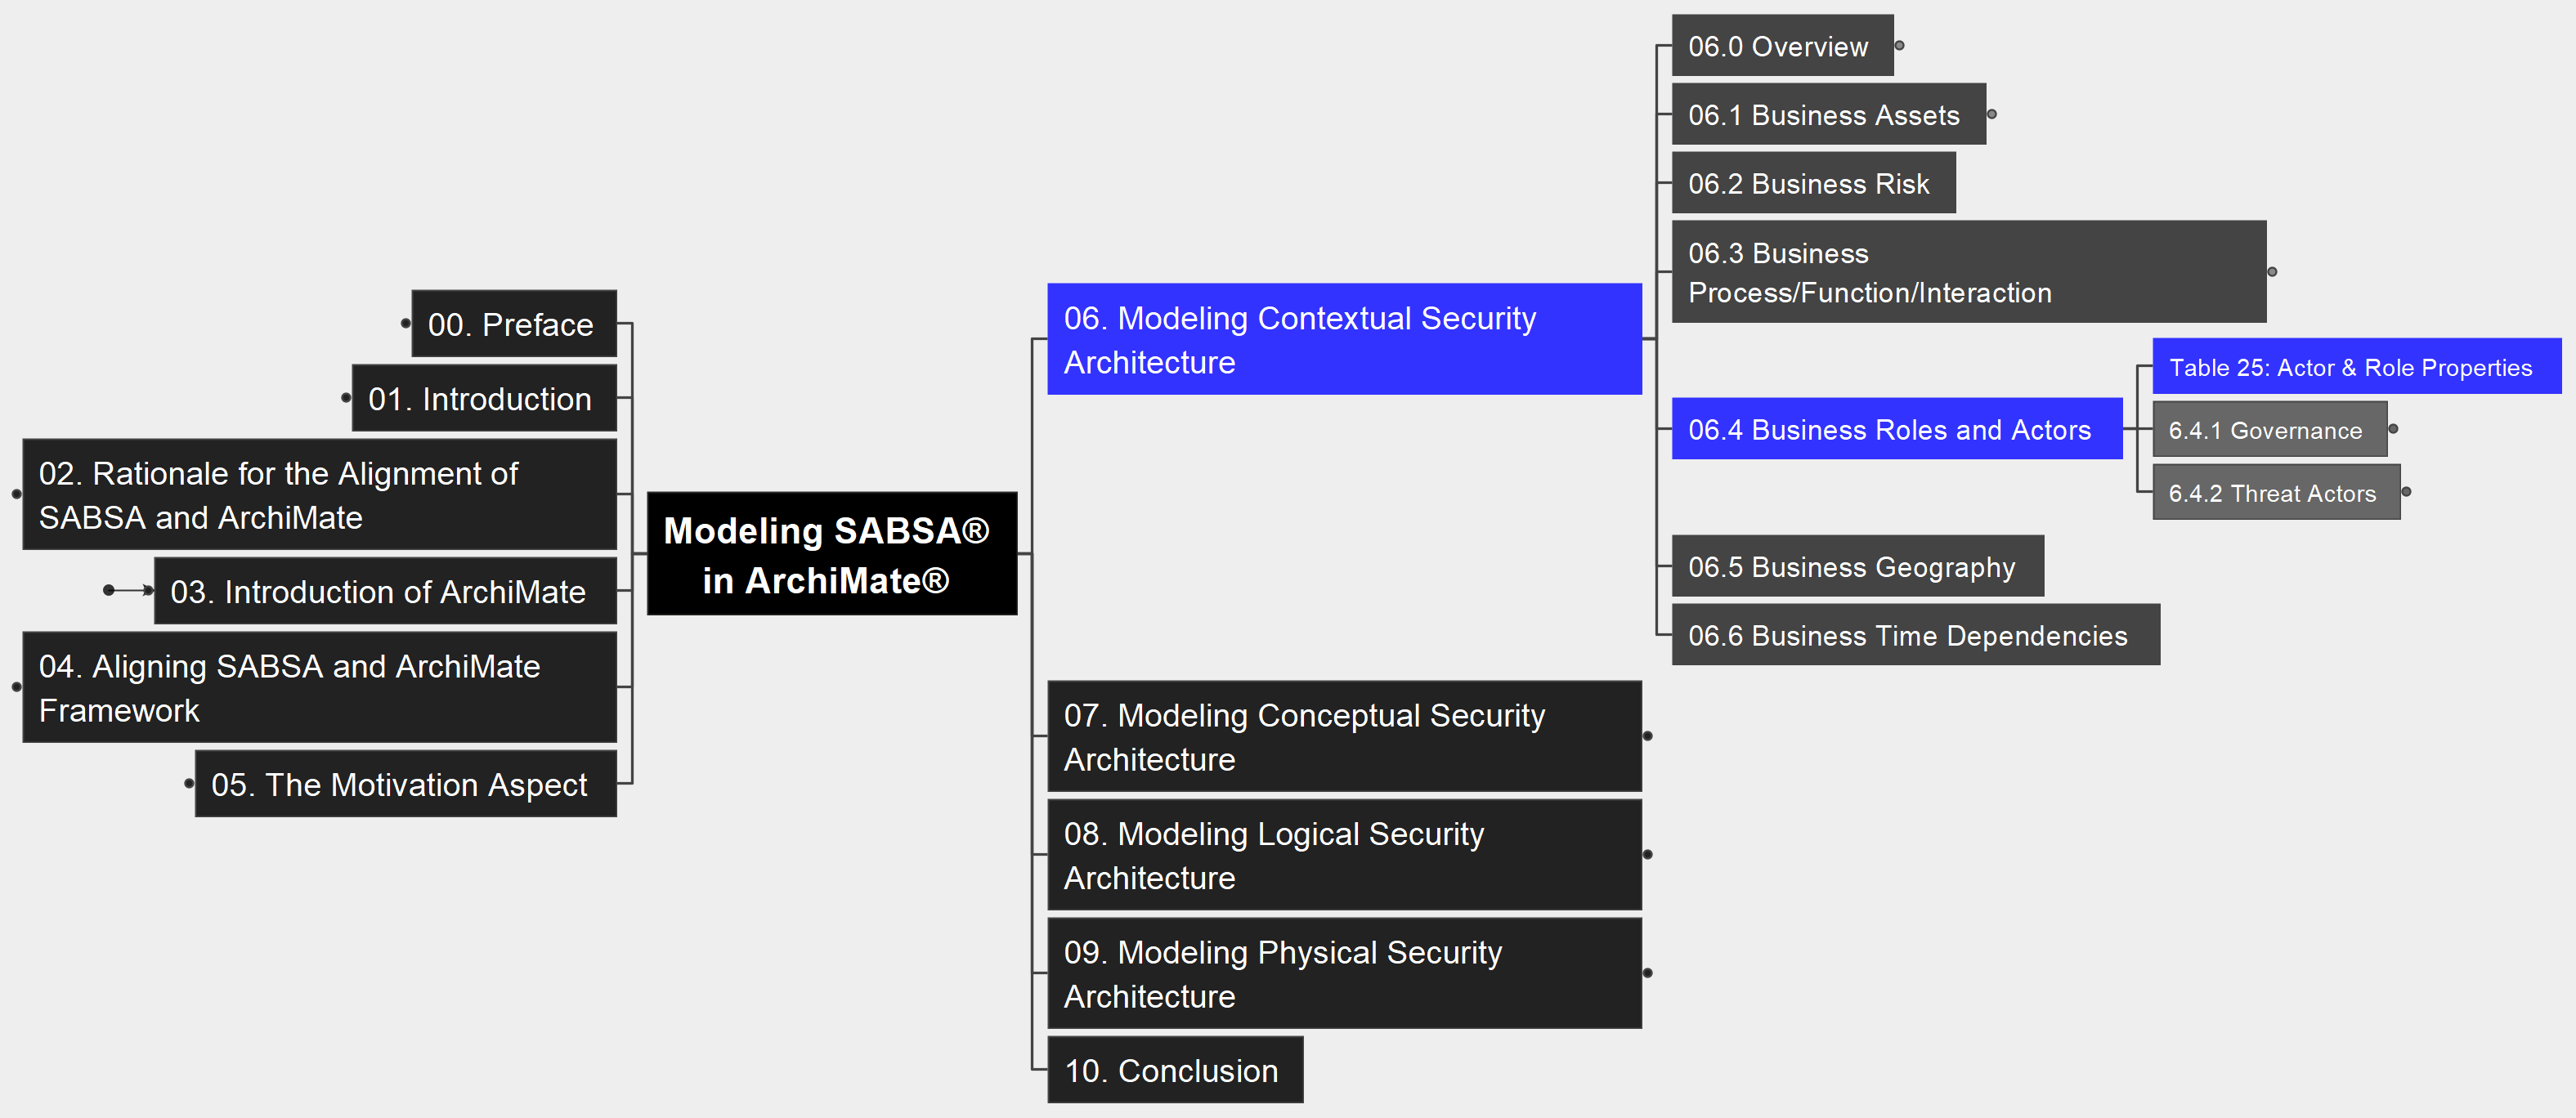 Modeling SABSA®
in ArchiMate®
00. Preface
01. Introduction
02. Rationale for the Alignment of
SABSA and ArchiMate
03. Introduction of ArchiMate
04. Aligning SABSA and ArchiMate
Framework
05. The Motivation Aspect
06. Modeling Contextual Security
Architecture
06.0 Overview
06.1 Business Assets
06.2 Business Risk
06.3 Business
Process/Function/Interaction
06.4 Business Roles and Actors
Table 25: Actor & Role Properties
6.4.1 Governance
6.4.2 Threat Actors
06.5 Business Geography
06.6 Business Time Dependencies
07. Modeling Conceptual Security
Architecture
08. Modeling Logical Security
Architecture
09. Modeling Physical Security
Architecture
10. Conclusion